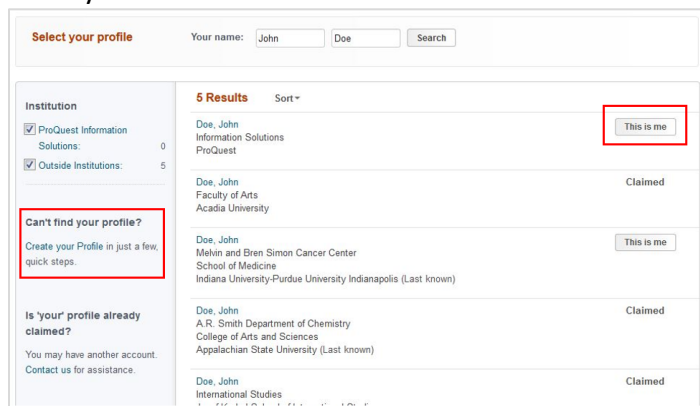 Select your profile
Your name: John Doe Search
Institution
ProQuest Information
Solutions: 0
Outside Institutions: 5
Can't find your profile?
Create your Profile in just a few,
quick steps.
Is 'your' profile already
claimed?
You may have another account.
Contact us for assistance.
5 Results Sort
Doe, John
Information Solutions
ProQuest
This is me
Doe, John
Faculty of Arts
Acadia University
Claimed
Doe, John
Melvin and Bren Simon Cancer Center
School of Medicine
Indiana University-Purdue University Indianapolis (Last known)
This is me
Doe, John
A.R. Smith Department of Chemistry
College of Arts and Sciences
Appalachian State University (Last known)
Claimed
Doe, John
International Studies
Claimed